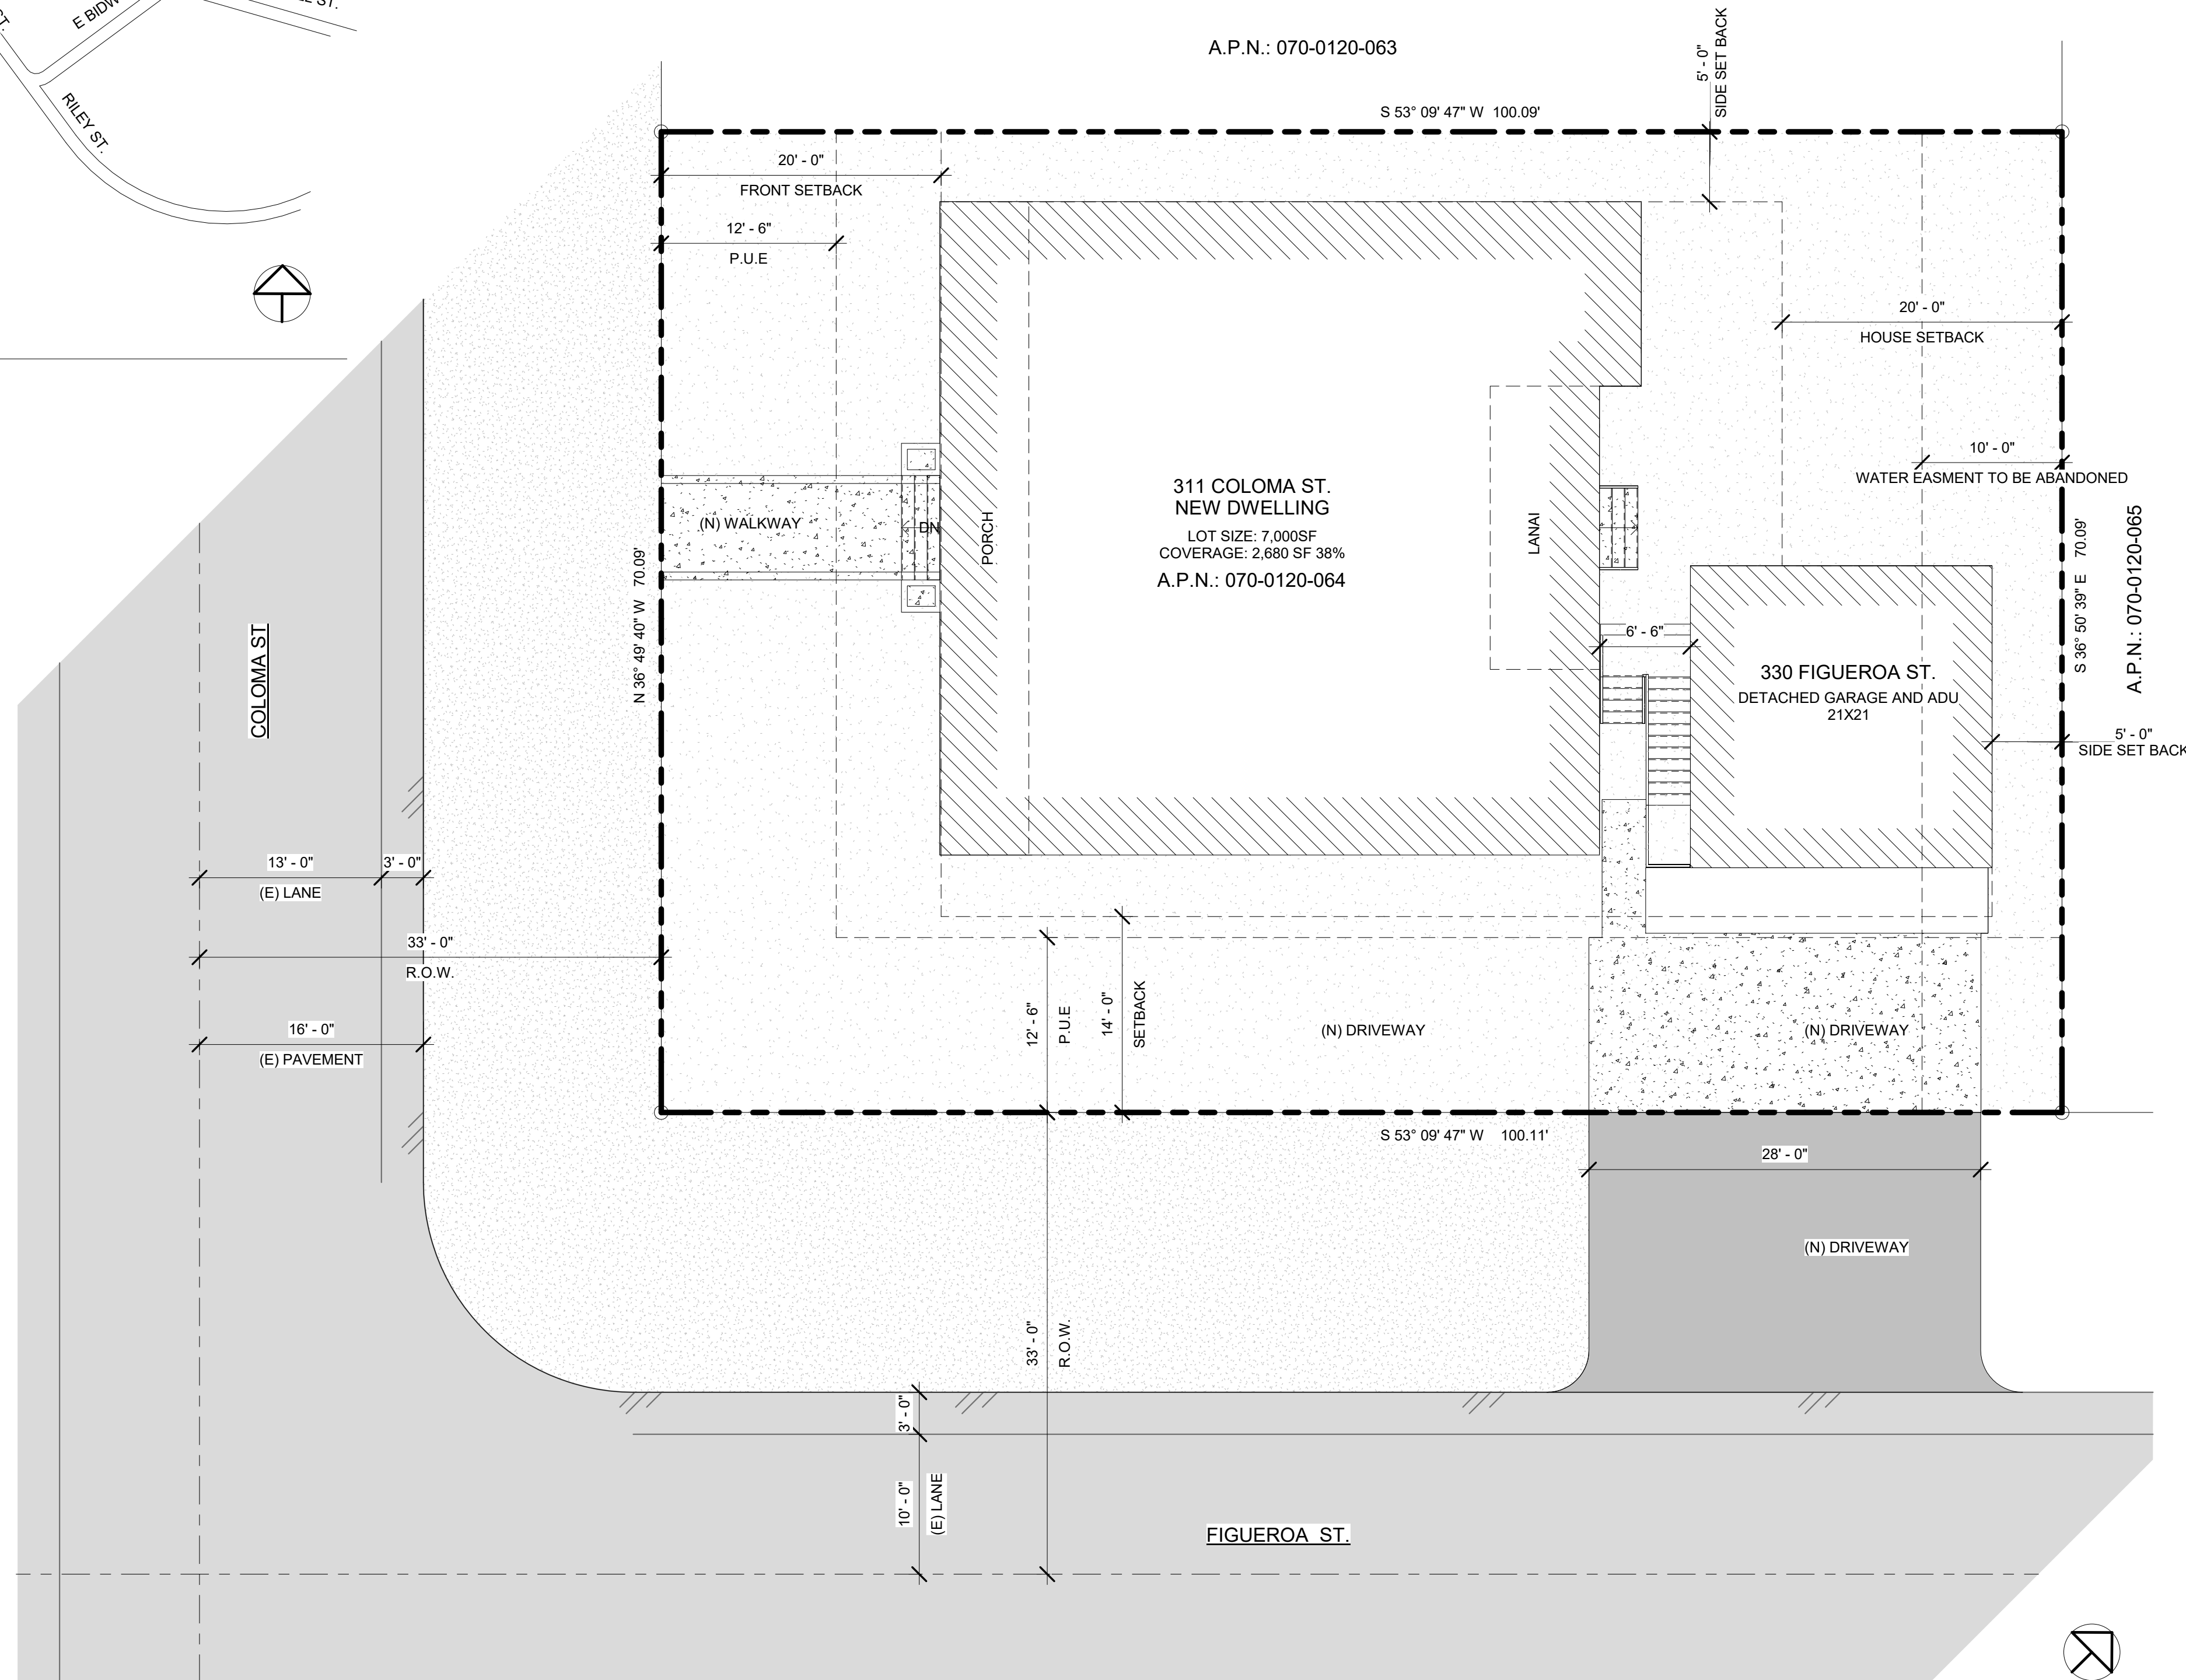 E BIDW
ST.
RILEY ST.
A.P.N.: 070-0120-063
5' - 0"
SIDE SET BACK
S 53° 09' 47" W 100.09'
20' - 0"
FRONT SETBACK
12' - 6"
P.U.E
20' - 0"
HOUSE SETBACK
10' - 0"
WATER EASMENT TO BE ABANDONED
311 COLOMA ST.
NEW DWELLING
LOT SIZE: 7,000SF
COVERAGE: 2,680 SF 38%
A.P.N.: 070-0120-064
(N) WALKWAY
DN
PORCH
LANAI
N 36° 49' 40" W 70.09'
S 36° 50' 39" E 70.09'
A.P.N.: 070-0120-065
6' - 6"
330 FIGUEROA ST.
DETACHED GARAGE AND ADU
21X21
5' - 0"
SIDE SET BACK
COLOMA ST
13' - 0"
3' - 0"
(E) LANE
33' - 0"
R.O.W.
16' - 0"
(E) PAVEMENT
12' - 6"
P.U.E
14' - 0"
SETBACK
(N) DRIVEWAY
(N) DRIVEWAY
S 53° 09' 47" W 100.11'
28' - 0"
(N) DRIVEWAY
33' - 0"
R.O.W.
3' - 0"
10' - 0"
(E) LANE
FIGUEROA ST.